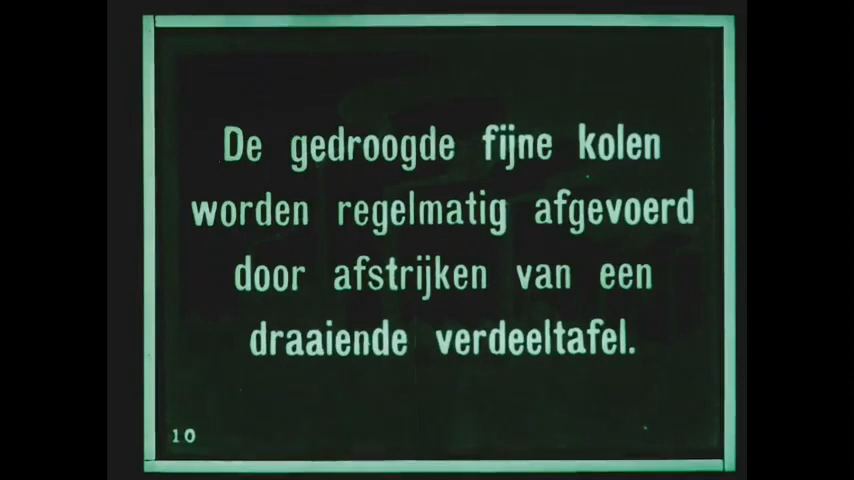 De gedroogde fijne kolen
worden regelmatig afgevoerd
door afstrijken van een
draaiende verdeeltafel.
10